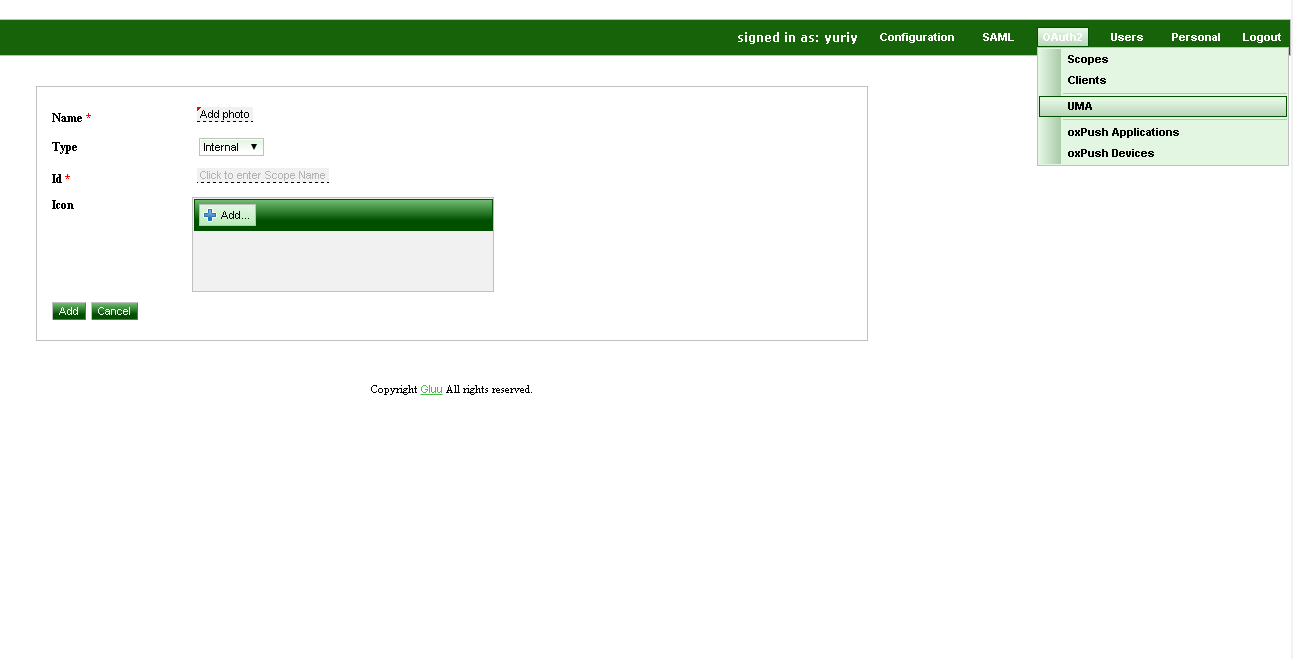 signed in as: yuriy Configuration SAML OAuth2 Users Personal Logout
Scopes
Clients
UMA
oxPush Applications
oxPush Devices
Name * Add photo
Type Internal
Id * Click to enter Scope Name
Icon
Add...
Add Cancel
Copyright Gluu All rights reserved.